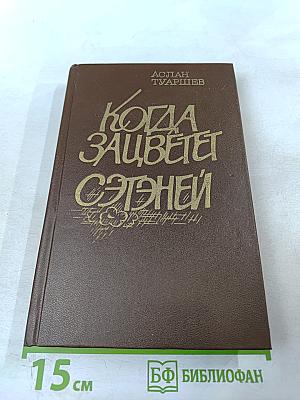 АСЛАН
ТУАРШЕВ
КОГДА
ЗАЦВЕТЕТ
СЭТЭНЕЙ
15 см
БФ БИБЛИОФАН